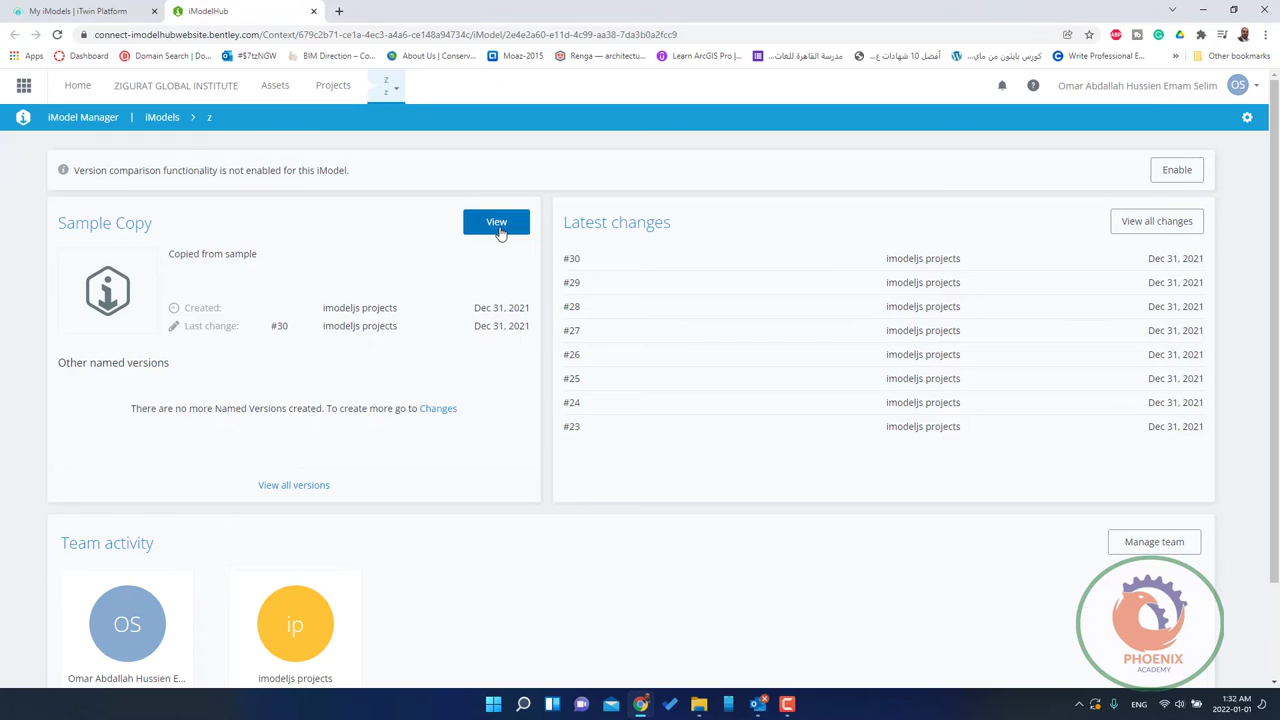 My iModels | iTwin Platform
iModelHub
connect-imodelhubwebsite.bentley.com/Context/679c2b71-ce1a-4ec3-a4a6-ce148a94734c/iModel/2e4e2a60-e11d-4c99-aa38-7da3b0a2cfc9
Apps
Dashboard
Domain Search | Do...
#$7tzNGW
BIM Direction - Co...
About Us | Conserv...
Moaz-2015
Renga — architectu...
Learn ArcGIS Pro |...
مدرسة القاهرة للغات...
أفضل 10 شهادات ع...
كورس بايثون من ماي...
Write Professional E...
Other bookmarks
Home
ZIGURAT GLOBAL INSTITUTE
Assets
Projects
z
z
Omar Abdallah Hussien Emam Selim
OS
iModel Manager | iModels > z
Version comparison functionality is not enabled for this iModel.
Enable
Sample Copy
View
Copied from sample
Created: imodeljs projects Dec 31, 2021
Last change: #30 imodeljs projects Dec 31, 2021
Other named versions
There are no more Named Versions created. To create more go to Changes
View all versions
Latest changes
View all changes
#30 imodeljs projects Dec 31, 2021
#29 imodeljs projects Dec 31, 2021
#28 imodeljs projects Dec 31, 2021
#27 imodeljs projects Dec 31, 2021
#26 imodeljs projects Dec 31, 2021
#25 imodeljs projects Dec 31, 2021
#24 imodeljs projects Dec 31, 2021
#23 imodeljs projects Dec 31, 2021
Team activity
Manage team
OS
Omar Abdallah Hussien E...
ip
imodeljs projects
PHOENIX
ACADEMY
ENG
1:32 AM
2022-01-01